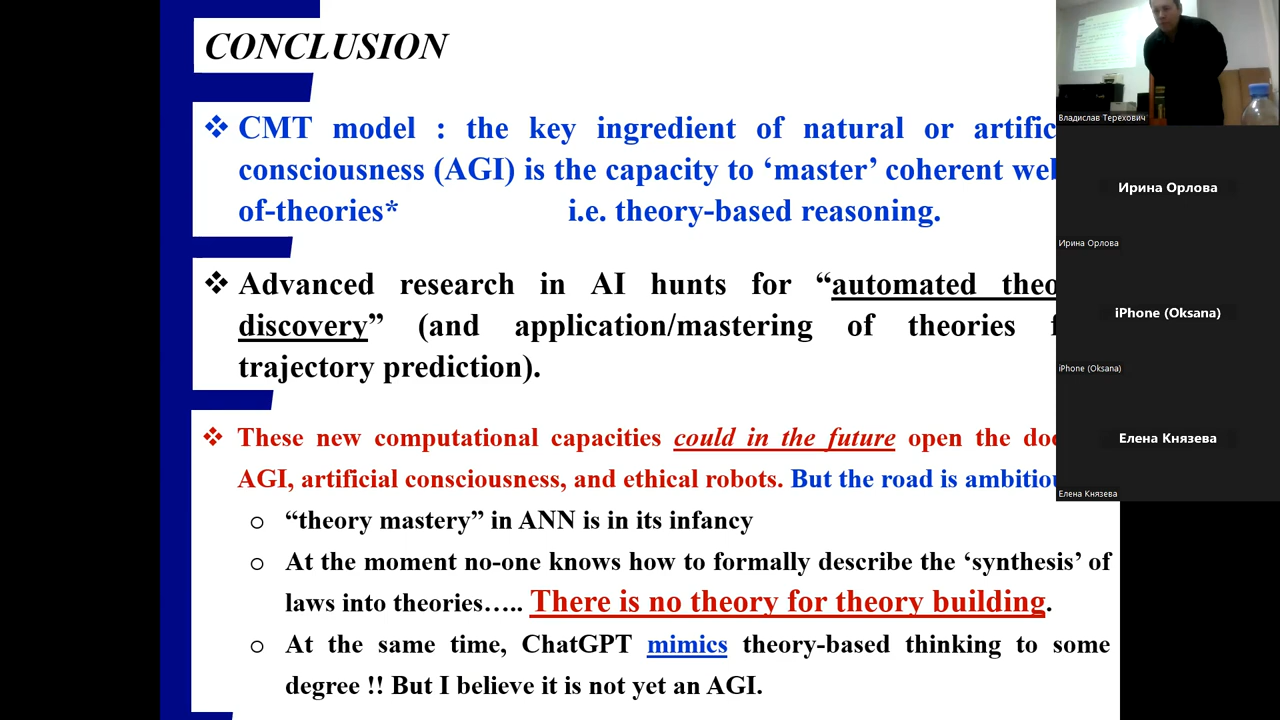 CONCLUSION
❖ CMT model : the key ingredient of natural or artific
consciousness (AGI) is the capacity to ‘master’ coherent web
of-theories* i.e. theory-based reasoning.
❖ Advanced research in AI hunts for “automated theo
discovery” (and application/mastering of theories f
trajectory prediction).
❖ These new computational capacities could in the future open the doo
AGI, artificial consciousness, and ethical robots. But the road is ambitiou
o “theory mastery” in ANN is in its infancy
o At the moment no-one knows how to formally describe the ‘synthesis’ of
laws into theories….. There is no theory for theory building.
o At the same time, ChatGPT mimics theory-based thinking to some
degree !! But I believe it is not yet an AGI.
Владислав Терехович
Ирина Орлова
Ирина Орлова
iPhone (Oksana)
iPhone (Oksana)
Елена Князева
Елена Князева